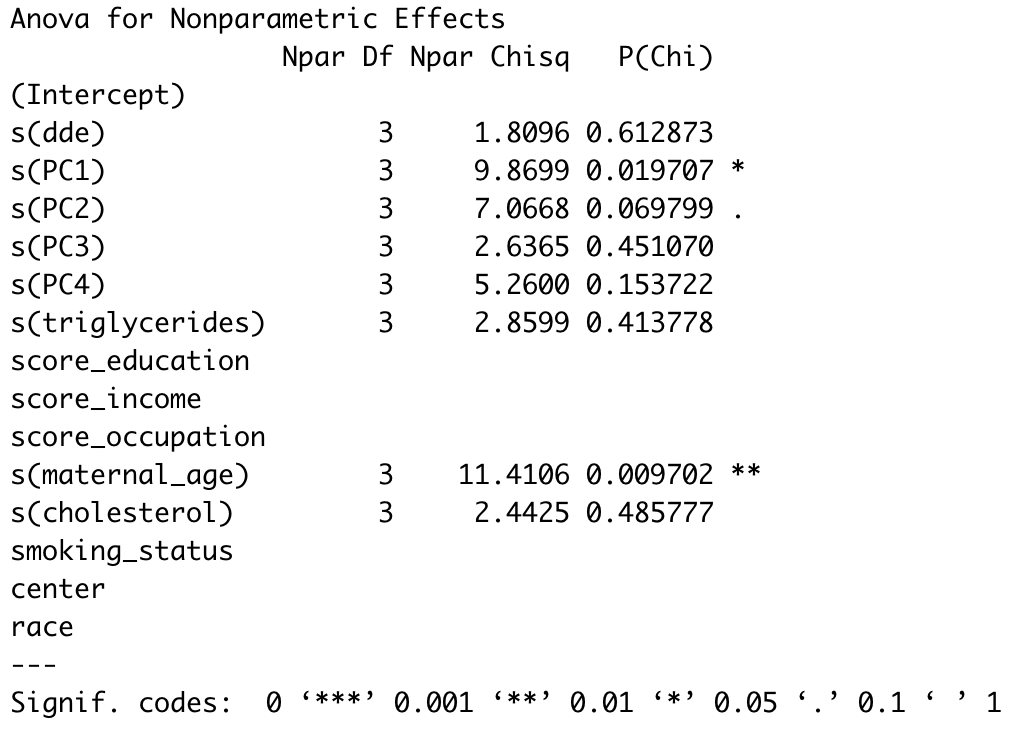 Anova for Nonparametric Effects
                 Npar Df Npar Chisq   P(Chi)
(Intercept)
s(dde)                 3     1.8096 0.612873
s(PC1)                 3     9.8699 0.019707 *
s(PC2)                 3     7.0668 0.069799 .
s(PC3)                 3     2.6365 0.451070
s(PC4)                 3     5.2600 0.153722
s(triglycerides)       3     2.8599 0.413778
score_education
score_income
score_occupation
s(maternal_age)        3    11.4106 0.009702 **
s(cholesterol)         3     2.4425 0.485777
smoking_status
center
race
---
Signif. codes:  0 ‘***’ 0.001 ‘**’ 0.01 ‘*’ 0.05 ‘.’ 0.1 ‘ ’ 1